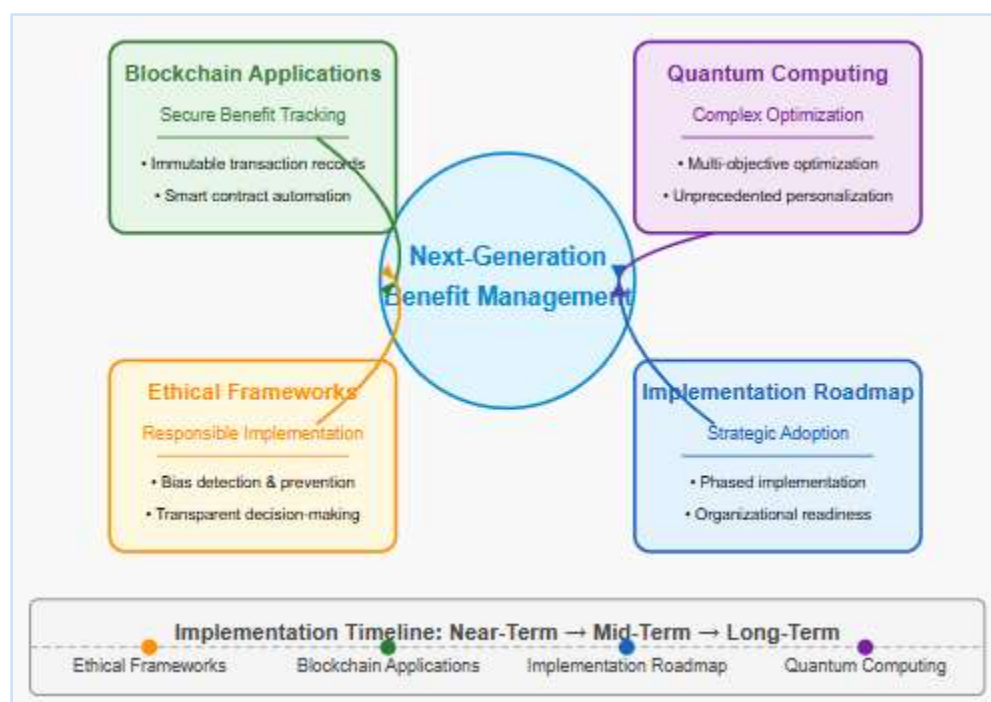 Blockchain Applications
Secure Benefit Tracking
• Immutable transaction records
• Smart contract automation
Quantum Computing
Complex Optimization
• Multi-objective optimization
• Unprecedented personalization
Next-Generation
Benefit Management
Ethical Frameworks
Responsible Implementation
• Bias detection & prevention
• Transparent decision-making
Implementation Roadmap
Strategic Adoption
• Phased implementation
• Organizational readiness
Implementation Timeline: Near-Term → Mid-Term → Long-Term
Ethical Frameworks
Blockchain Applications
Implementation Roadmap
Quantum Computing